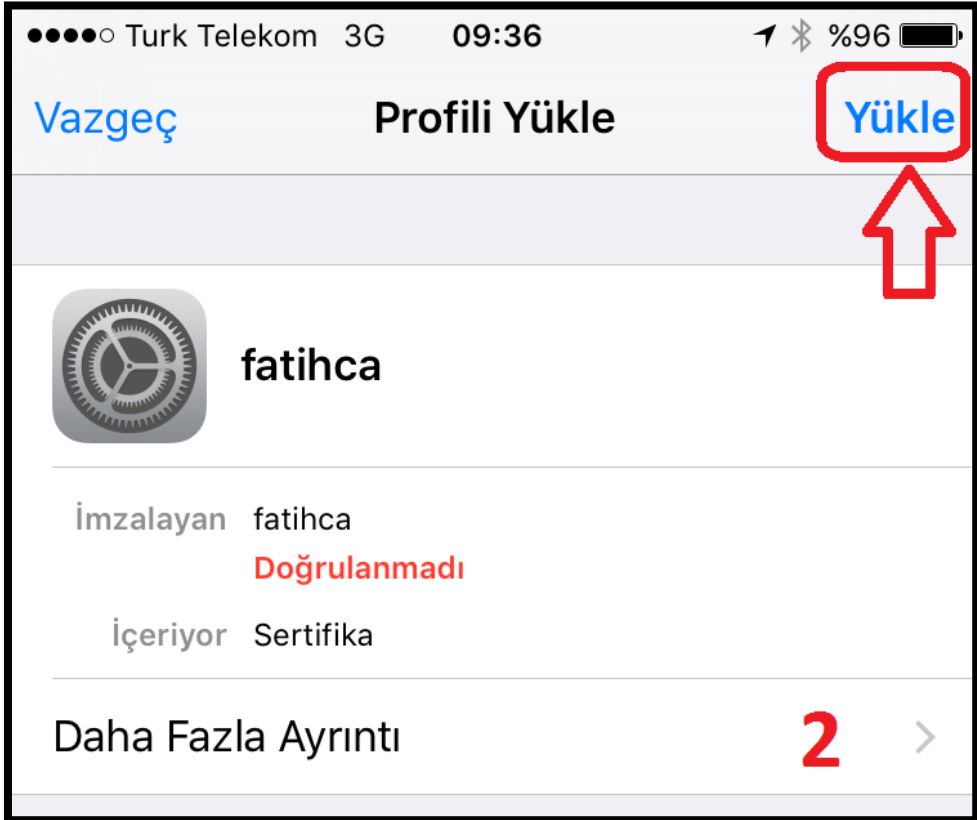 Turk Telekom 3G 09:36 %96
Vazgeç Profili Yükle Yükle
fatihca
İmzalayan fatihca
Doğrulanmadı
İçeriyor Sertifika
Daha Fazla Ayrıntı 2